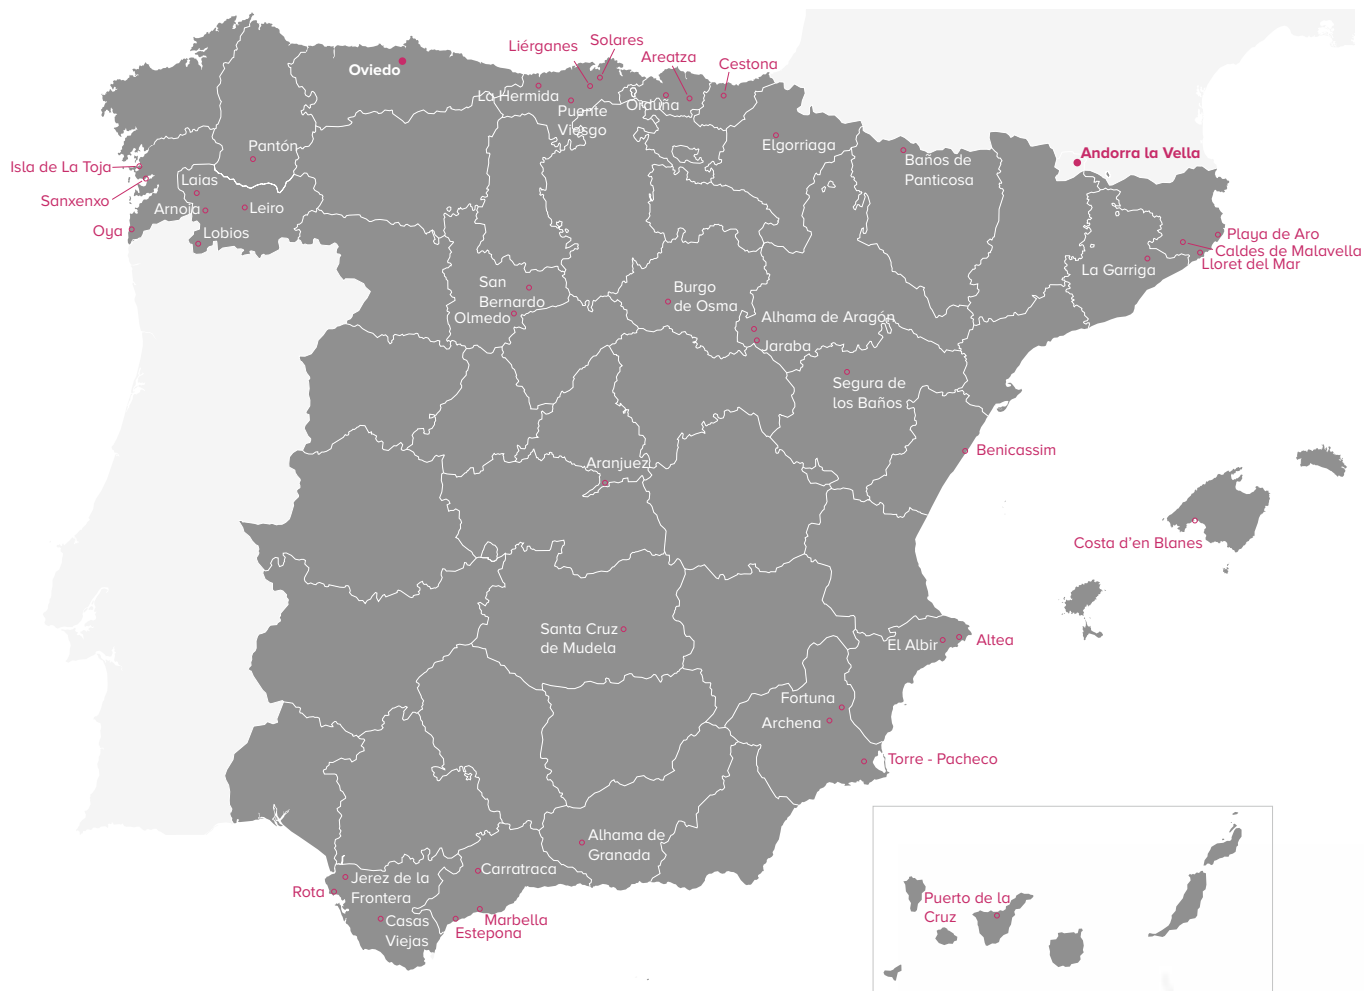 Solares
Liérganes
Areatza
Cestona
Oviedo
La Hermida
Orduña
Puente
Viesgo
Elgorriaga
Pantón
Andorra la Vella
Baños de
Panticosa
Isla de La Toja
Laias
Sanxenxo
Arnoia
Leiro
Oya
Lobios
Playa de Aro
Caldes de Malavella
Lloret del Mar
La Garriga
San
Bernardo
Olmedo
Burgo
de Osma
Alhama de Aragón
Jaraba
Segura de
los Baños
Benicassim
Aranjuez
Costa d'en Blanes
Santa Cruz
de Mudela
El Albir
Altea
Fortuna
Archena
Torre - Pacheco
Alhama de
Granada
Carratraca
Jerez de la
Frontera
Rota
Casas
Viejas
Marbella
Estepona
Puerto de la
Cruz